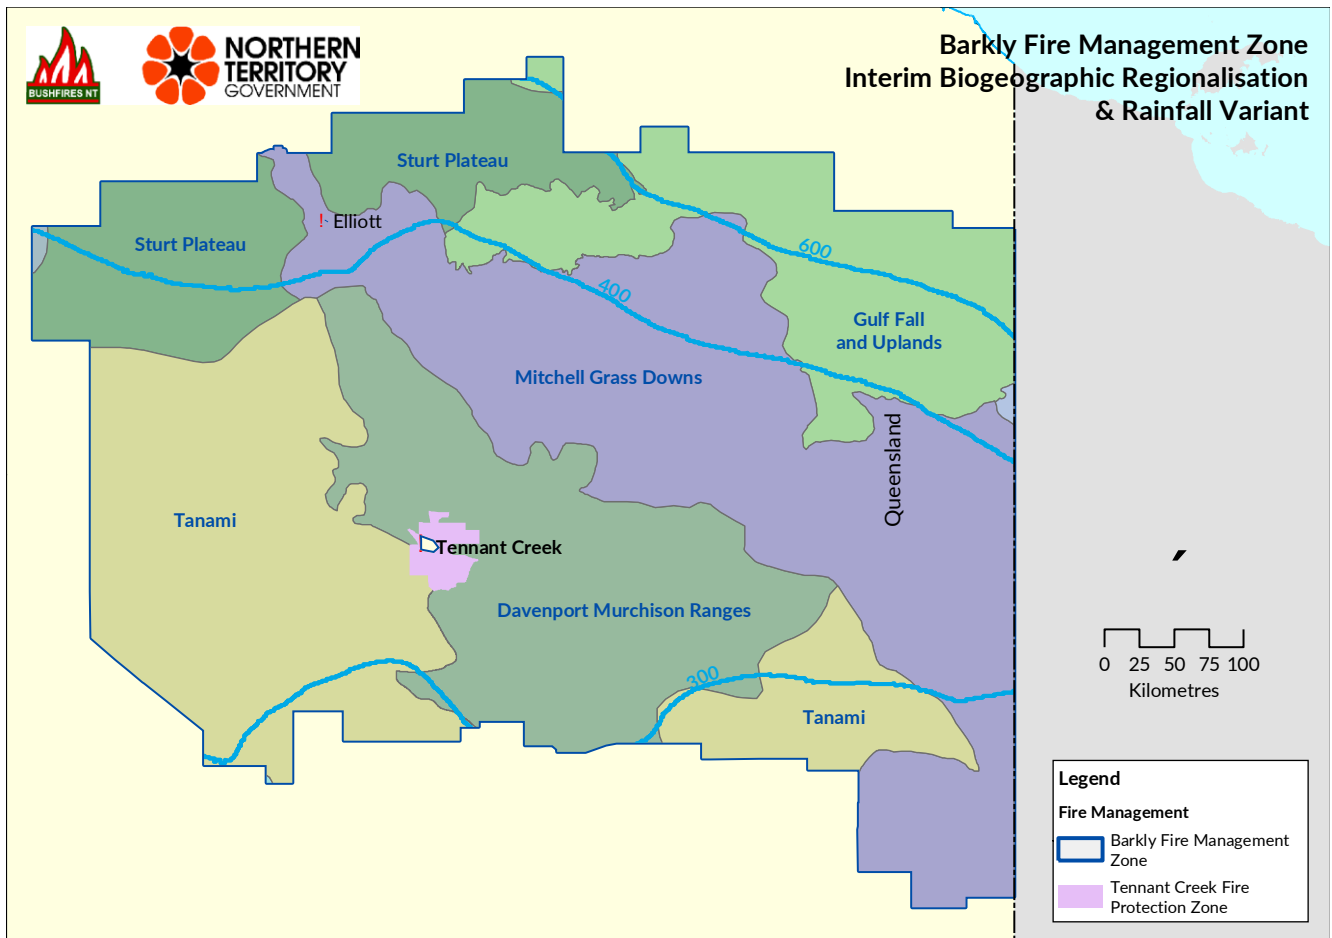 BUSHFIRES NT
NORTHERN
TERRITORY
GOVERNMENT
Barkly Fire Management Zone
Interim Biogeographic Regionalisation
& Rainfall Variant
Sturt Plateau
! Elliott
Sturt Plateau
600
400
Gulf Fall
and Uplands
Mitchell Grass Downs
Queensland
Tanami
Tennant Creek
Davenport Murchison Ranges
300
Tanami
0 25 50 75 100
Kilometres
Legend
Fire Management
Barkly Fire Management
Zone
Tennant Creek Fire
Protection Zone